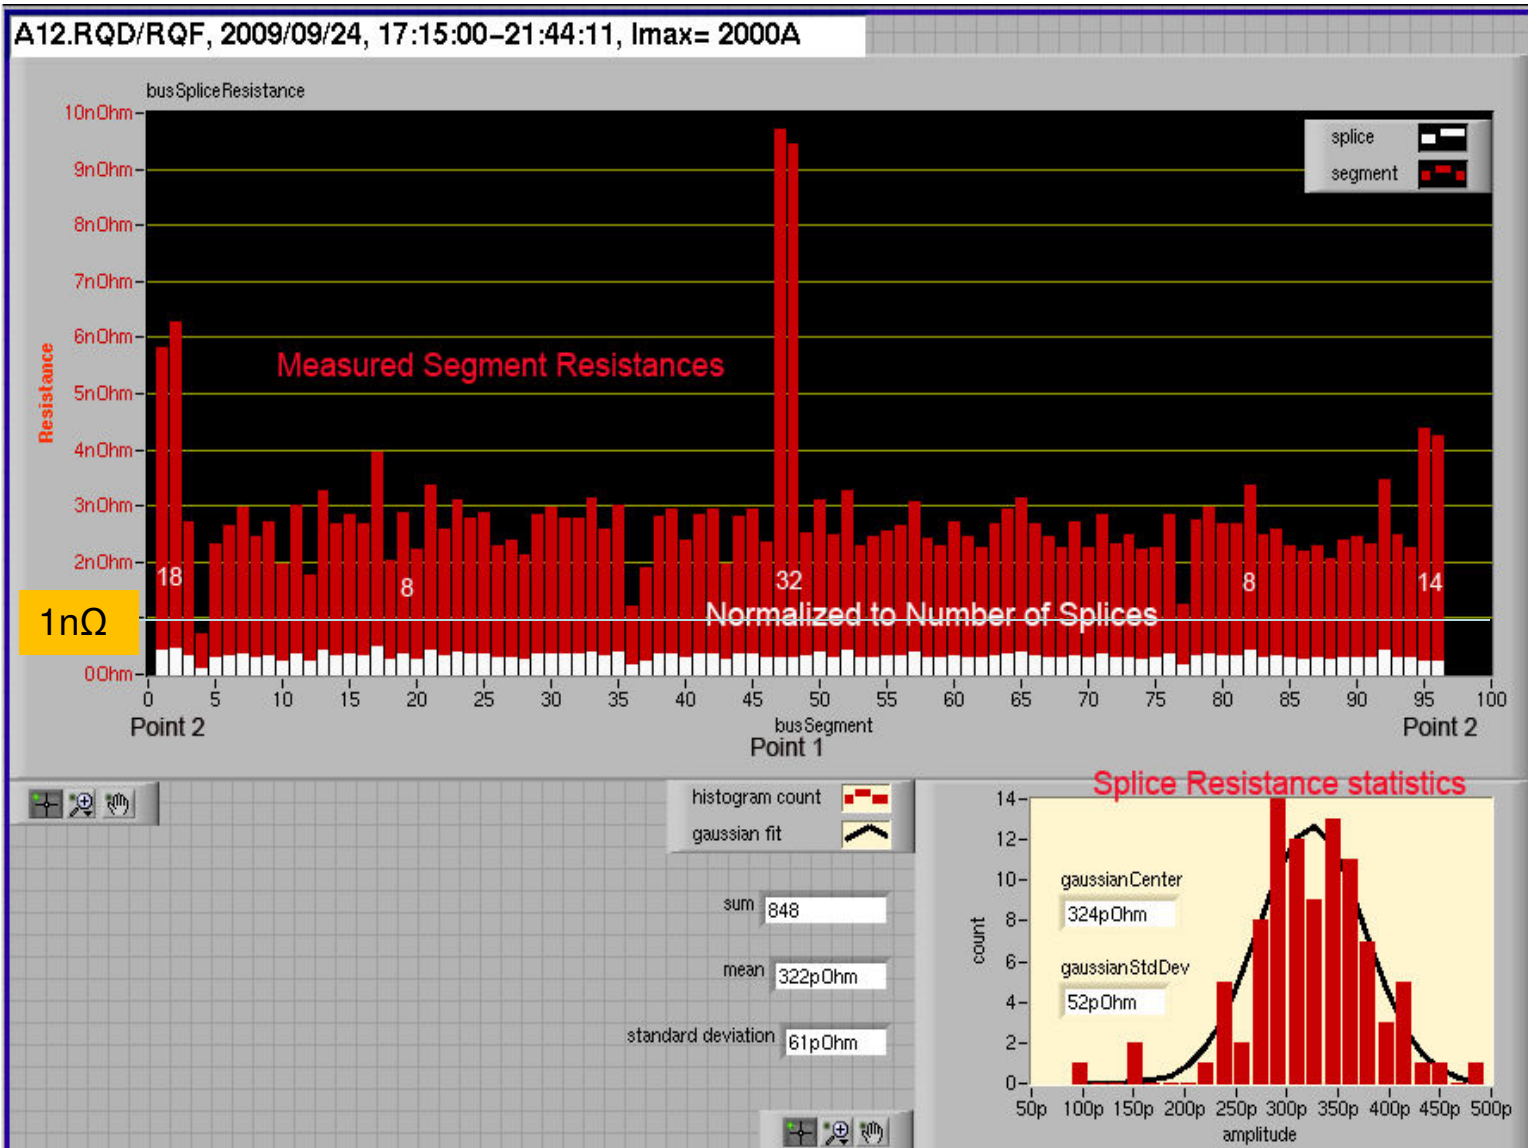 A12.RQD/RQF, 2009/09/24, 17:15:00-21:44:11, Imax= 2000A
busSpliceResistance
10nOhm
9nOhm
8nOhm
7nOhm
6nOhm
5nOhm
4nOhm
3nOhm
2nOhm
1nΩ
0Ohm
Resistance
splice
segment
Measured Segment Resistances
18
8
32
8
14
Normalized to Number of Splices
0 5 10 15 20 25 30 35 40 45 50 55 60 65 70 75 80 85 90 95 100
busSegment
Point 2
Point 1
Point 2
histogram count
gaussian fit
sum 848
mean 322pOhm
standard deviation 61pOhm
Splice Resistance statistics
14
12
10
8
6
4
2
0
count
gaussianCenter
324pOhm
gaussianStdDev
52pOhm
50p 100p 150p 200p 250p 300p 350p 400p 450p 500p
amplitude